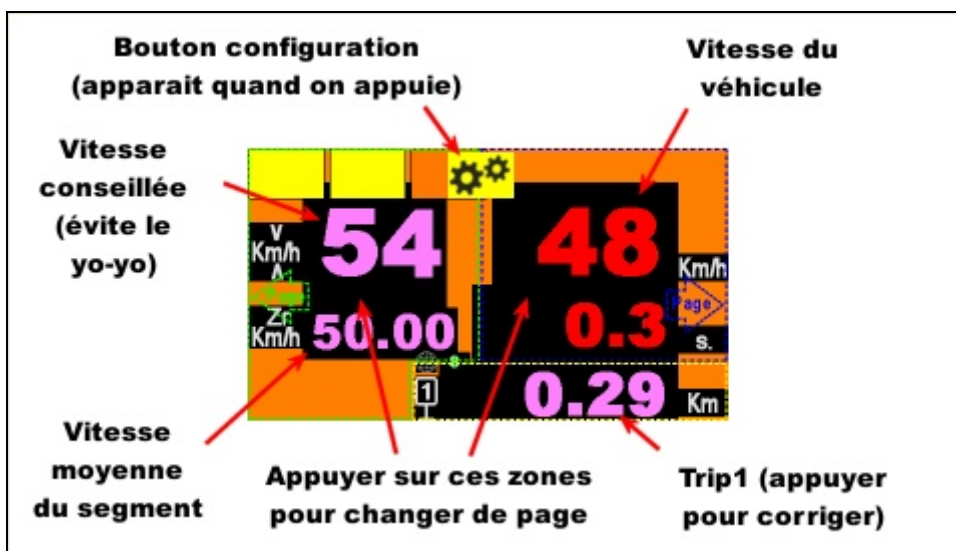 Bouton configuration
(apparait quand on appuie)
Vitesse du
véhicule
Vitesse
conseillée
(évite le
yo-yo)
V
Km/h
A
54
48
Km/h
Page
Zr
Km/h
50.00
0.3
s.
8
1
0.29
Km
Vitesse
moyenne
du segment
Appuyer sur ces zones
pour changer de page
Trip1 (appuyer
pour corriger)